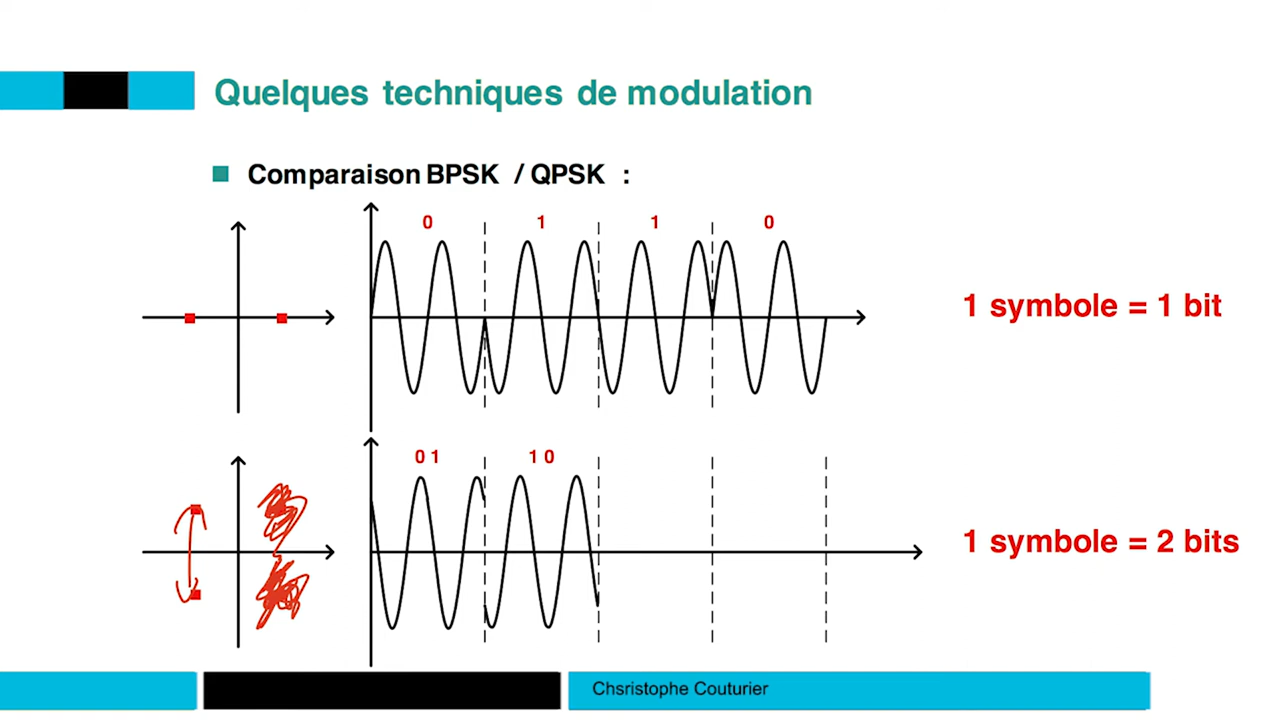 Quelques techniques de modulation
Comparaison BPSK / QPSK :
0 1 1 0
1 symbole = 1 bit
0 1 1 0
1 symbole = 2 bits
Chsristophe Couturier